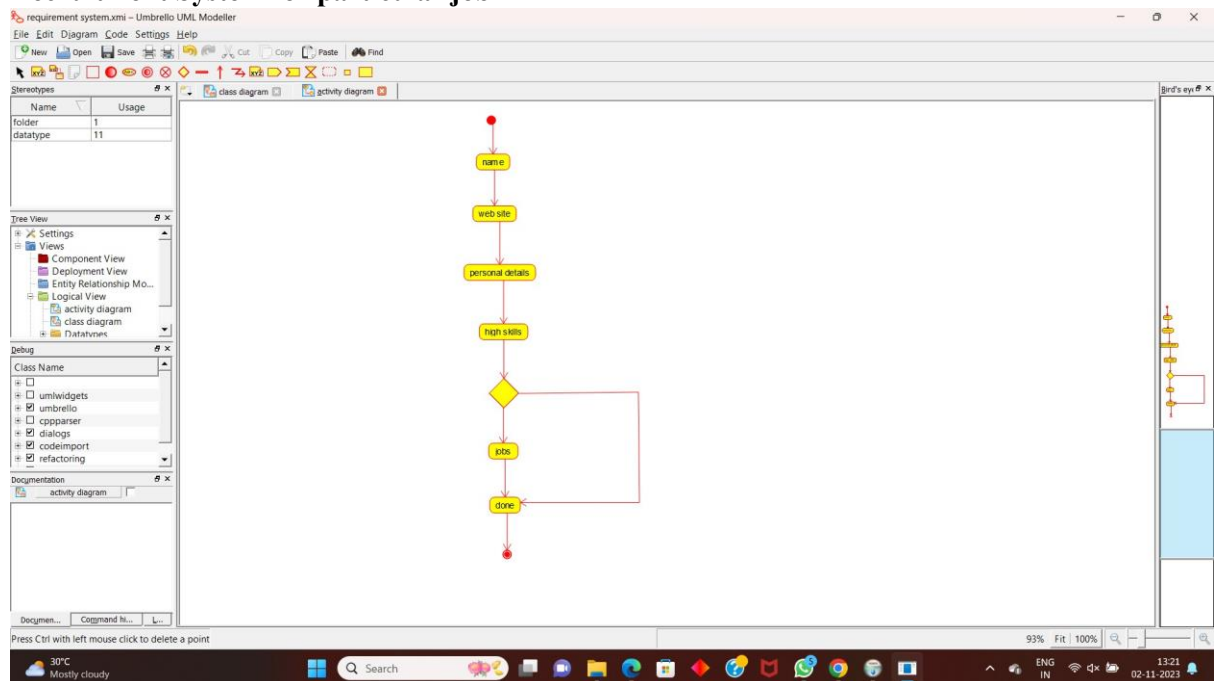 requirement system.xmi – Umbrello UML Modeller
File Edit Diagram Code Settings Help
New Open Save Cut Copy Paste Find
Stereotypes
class diagram activity diagram
Bird's eye
Name Usage
folder 1
datatype 11
name
web site
personal details
high skills
jobs
done
Tree View
Settings
Views
Component View
Deployment View
Entity Relationship Mo...
Logical View
activity diagram
class diagram
Datatypes
Debug
Class Name
umlwidgets
umbrello
cppparser
dialogs
codeimport
refactoring
Documentation
activity diagram
Documen... Command hi... L...
Press Ctrl with left mouse click to delete a point
93% Fit 100%
30°C
Mostly cloudy
Search
ENG
IN
13:21
02-11-2023